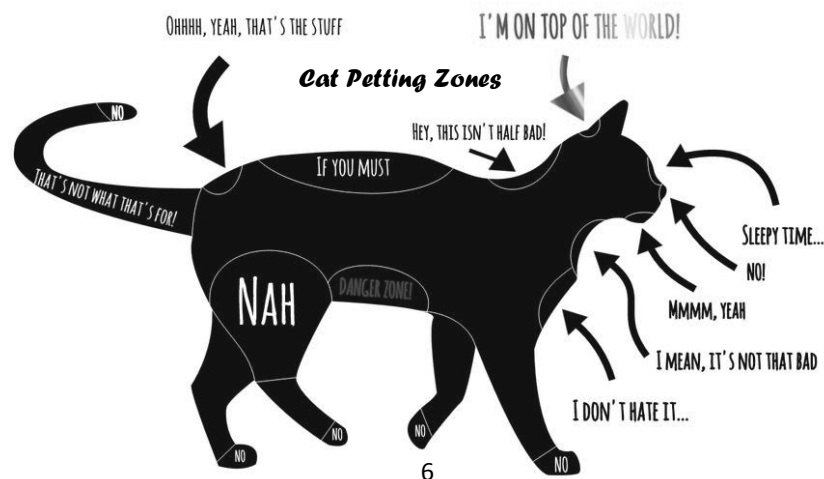 OHHHH, YEAH, THAT'S THE STUFF
I'M ON TOP OF THE WORLD!
Cat Petting Zones
NO
HEY, THIS ISN'T HALF BAD!
IF YOU MUST
THAT'S NOT WHAT THAT'S FOR!
SLEEPY TIME...
NO!
NAH
DANGER ZONE!
MMMM, YEAH
I MEAN, IT'S NOT THAT BAD
I DON'T HATE IT...
NO
NO
NO
NO
6